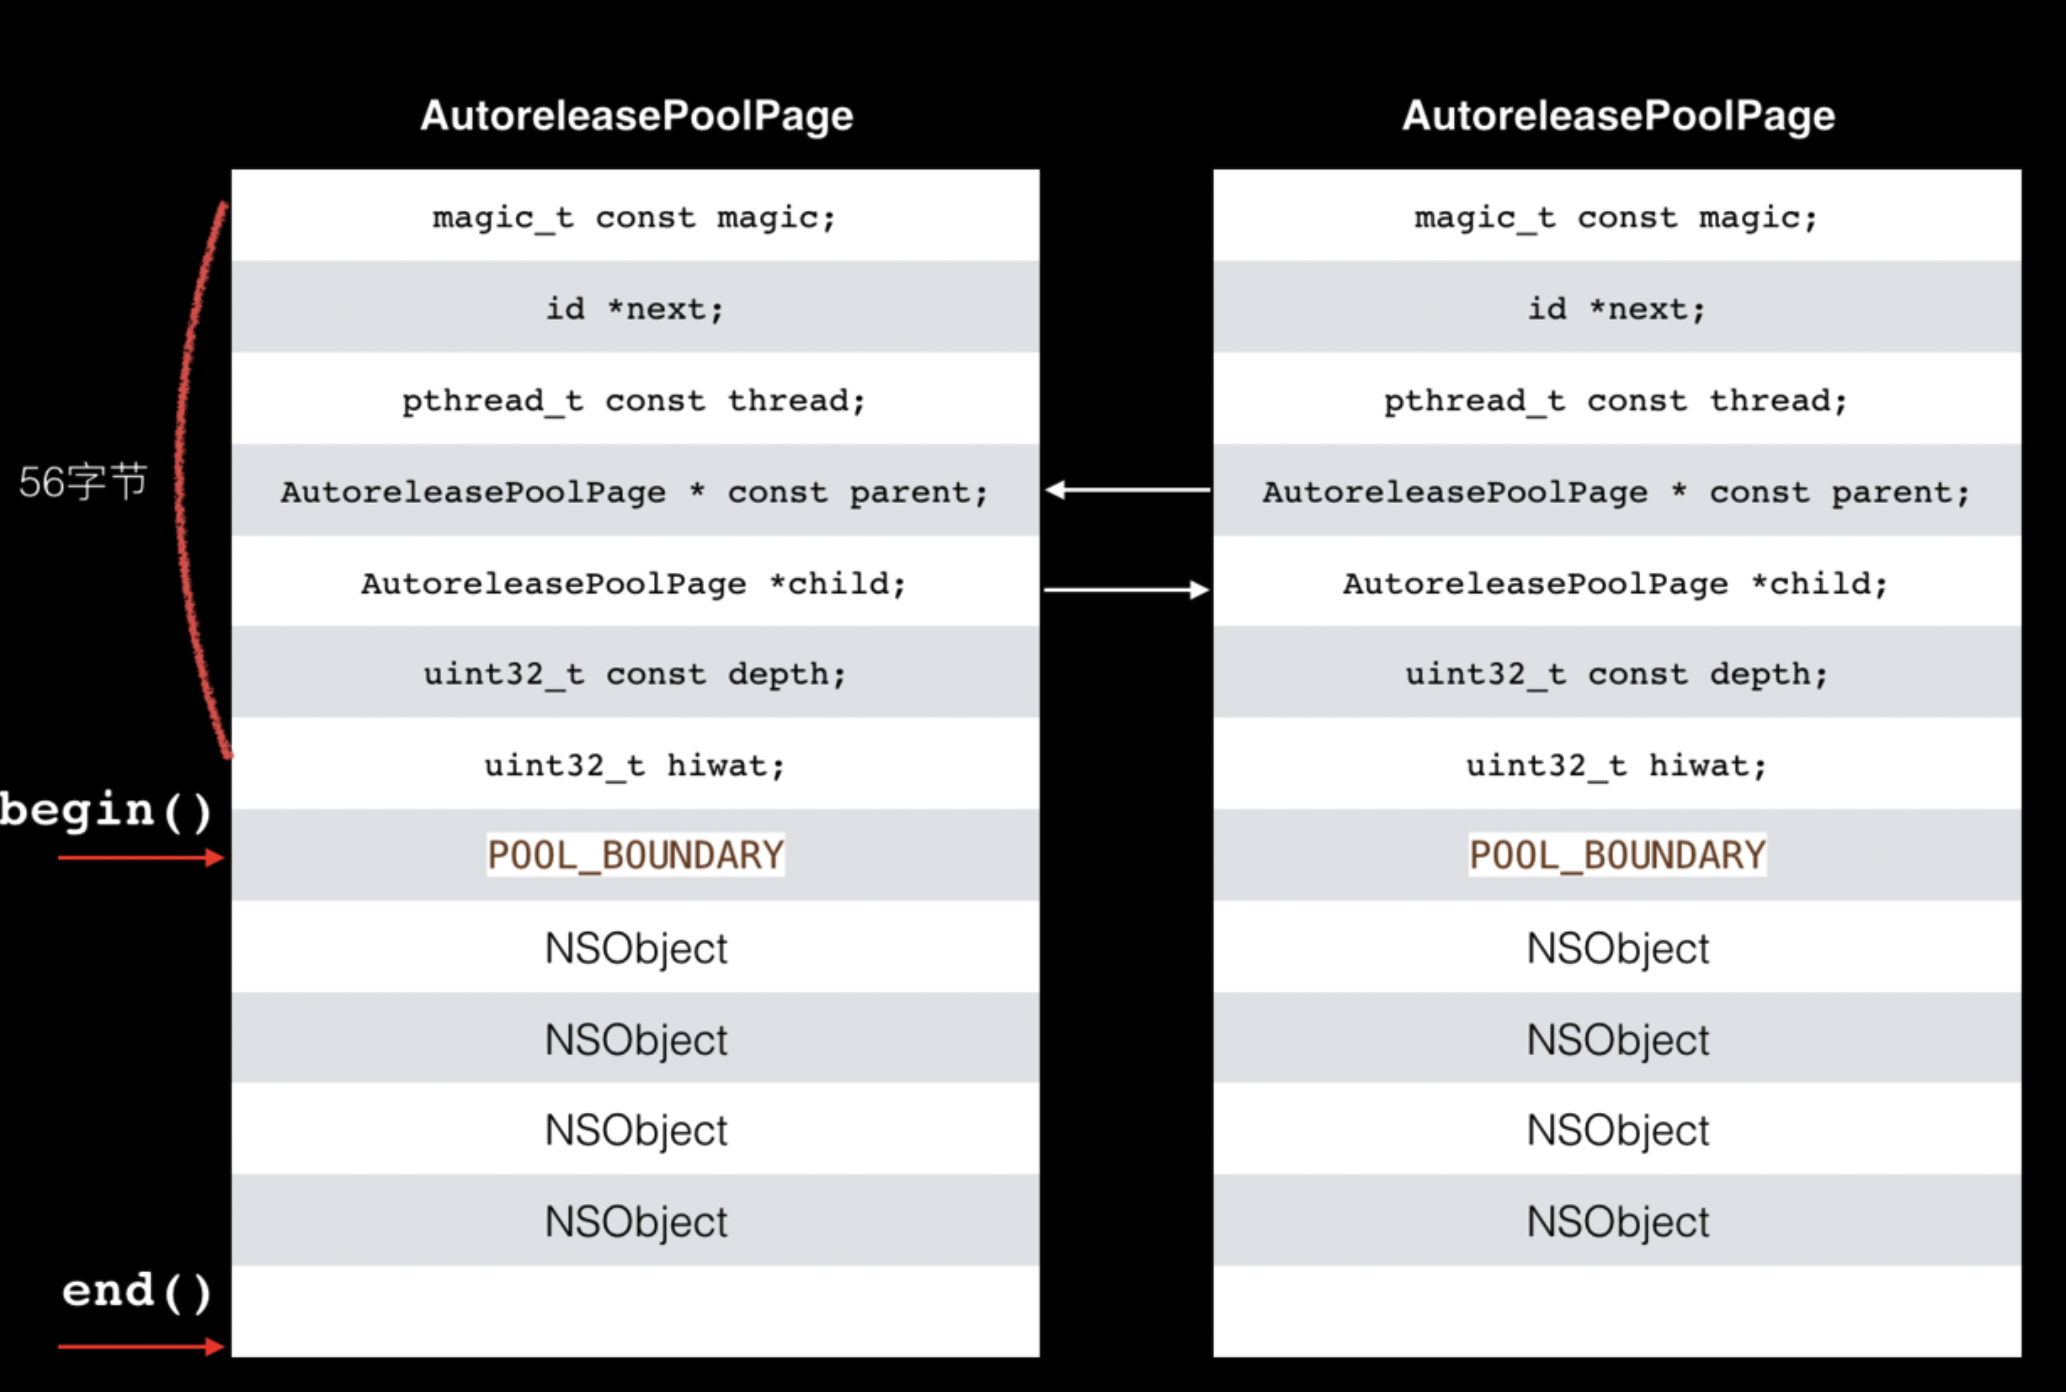 AutoreleasePoolPage
magic_t const magic;
id *next;
pthread_t const thread;
AutoreleasePoolPage * const parent;
AutoreleasePoolPage *child;
uint32_t const depth;
uint32_t hiwat;
POOL_BOUNDARY
NSObject
NSObject
NSObject
NSObject
56字节
begin()
end()
AutoreleasePoolPage
magic_t const magic;
id *next;
pthread_t const thread;
AutoreleasePoolPage * const parent;
AutoreleasePoolPage *child;
uint32_t const depth;
uint32_t hiwat;
POOL_BOUNDARY
NSObject
NSObject
NSObject
NSObject